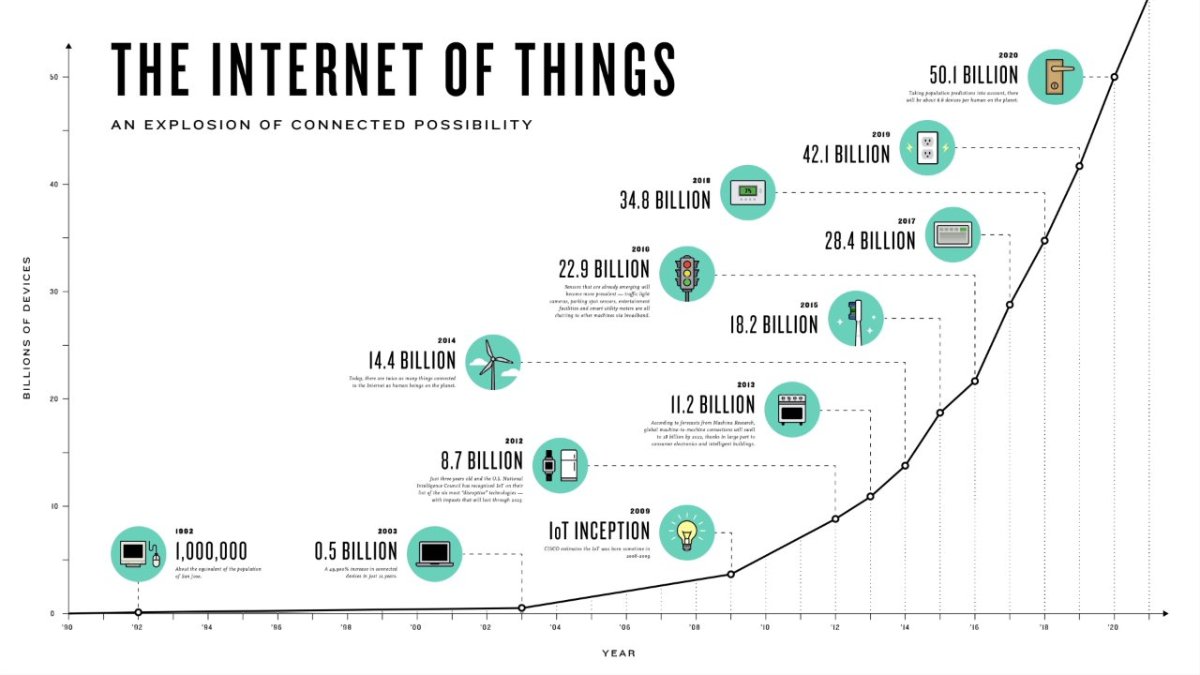 THE INTERNET OF THINGS
AN EXPLOSION OF CONNECTED POSSIBILITY
2020
50.1 BILLION
Taking population predictions into account, there
will be about 6.6 devices per human on the planet.
2019
42.1 BILLION
2018
34.8 BILLION
2017
28.4 BILLION
2016
22.9 BILLION
Sensors that are already emerging will
become more prevalent — traffic light
cameras, parking spot sensors, entertainment
facilities and smart utility meters are all
chatting to other machines via broadband.
2015
18.2 BILLION
2014
14.4 BILLION
Today, there are twice as many things connected
to the Internet as human beings on the planet.
2013
11.2 BILLION
According to forecasts from Machina Research,
global machine-to-machine connections will swell
to 18 billion by 2022, thanks in large part to
consumer electronics and intelligent buildings.
2012
8.7 BILLION
Just three years old and the U.S. National
Intelligence Council has recognized IoT on their
list of the six most "disruptive" technologies —
with impacts that will last through 2025.
2009
IoT INCEPTION
CISCO estimates the IoT was born sometime in
2008-2009
2003
0.5 BILLION
A 49,900% increase in connected
devices in just 11 years.
1992
1,000,000
About the equivalent of the population
of San Jose.
BILLIONS OF DEVICES
50
40
30
20
10
0
'90 '92 '94 '96 '98 '00 '02 '04 '06 '08 '10 '12 '14 '16 '18 '20
YEAR